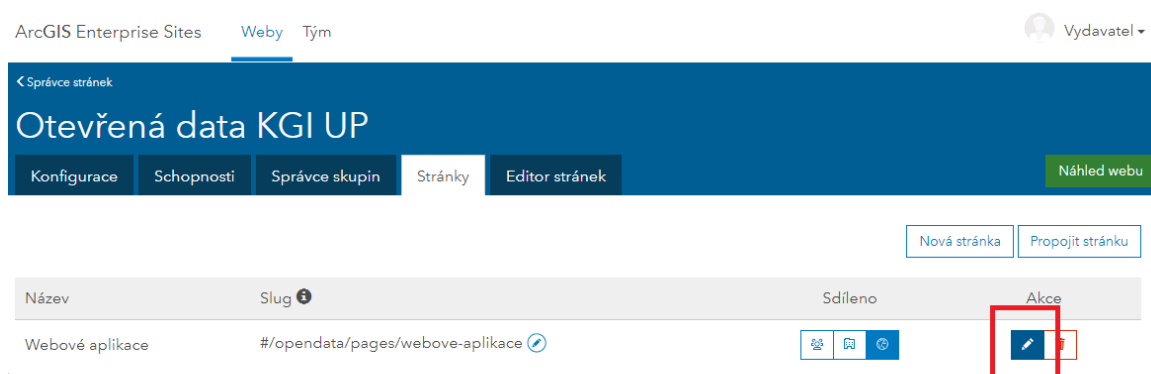 ArcGIS Enterprise Sites Weby Tým Vydavatel
Správce stránek
Otevřená data KGI UP
Konfigurace Schopnosti Správce skupin Stránky Editor stránek Náhled webu
Nová stránka Propojit stránku
Název Slug Sdíleno Akce
Webové aplikace #/opendata/pages/webove-aplikace